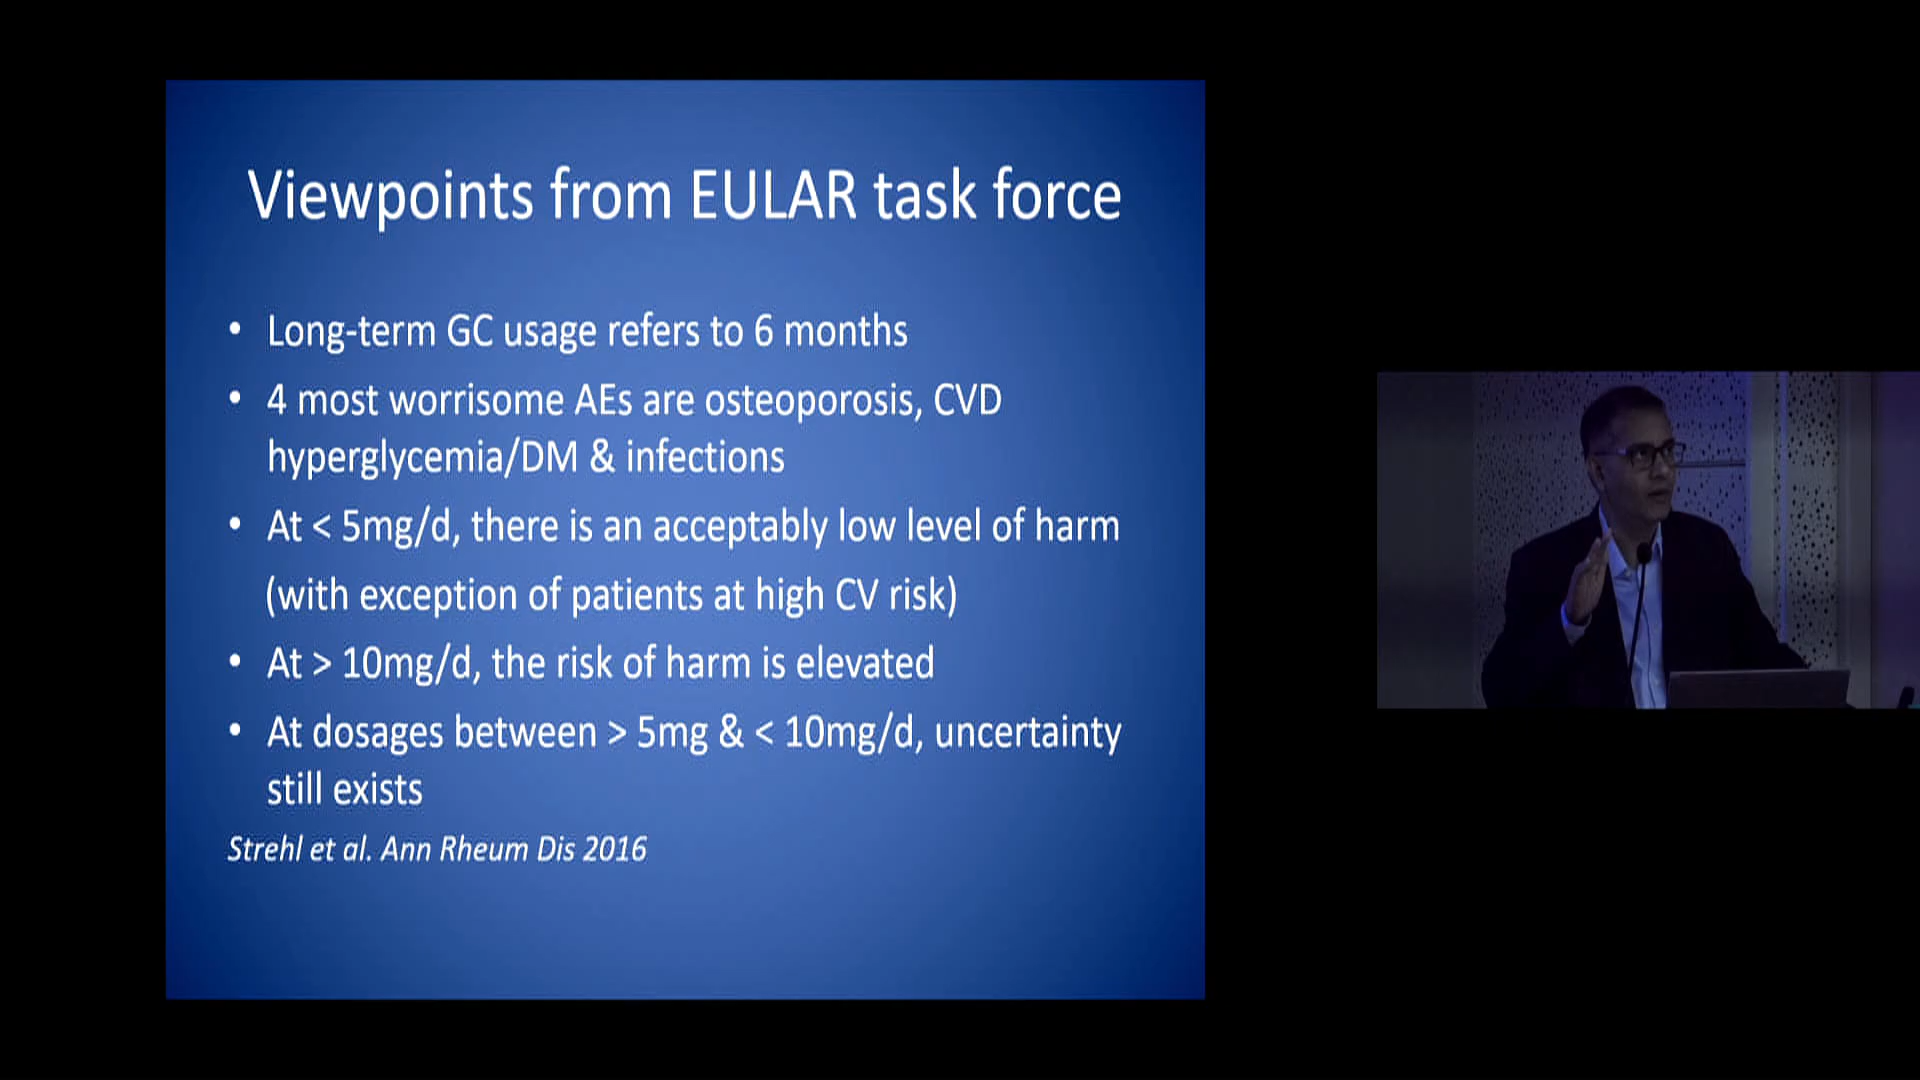 Viewpoints from EULAR task force
• Long-term GC usage refers to 6 months
• 4 most worrisome AEs are osteoporosis, CVD
hyperglycemia/DM & infections
• At < 5mg/d, there is an acceptably low level of harm
(with exception of patients at high CV risk)
• At > 10mg/d, the risk of harm is elevated
• At dosages between > 5mg & < 10mg/d, uncertainty
still exists
Strehl et al. Ann Rheum Dis 2016